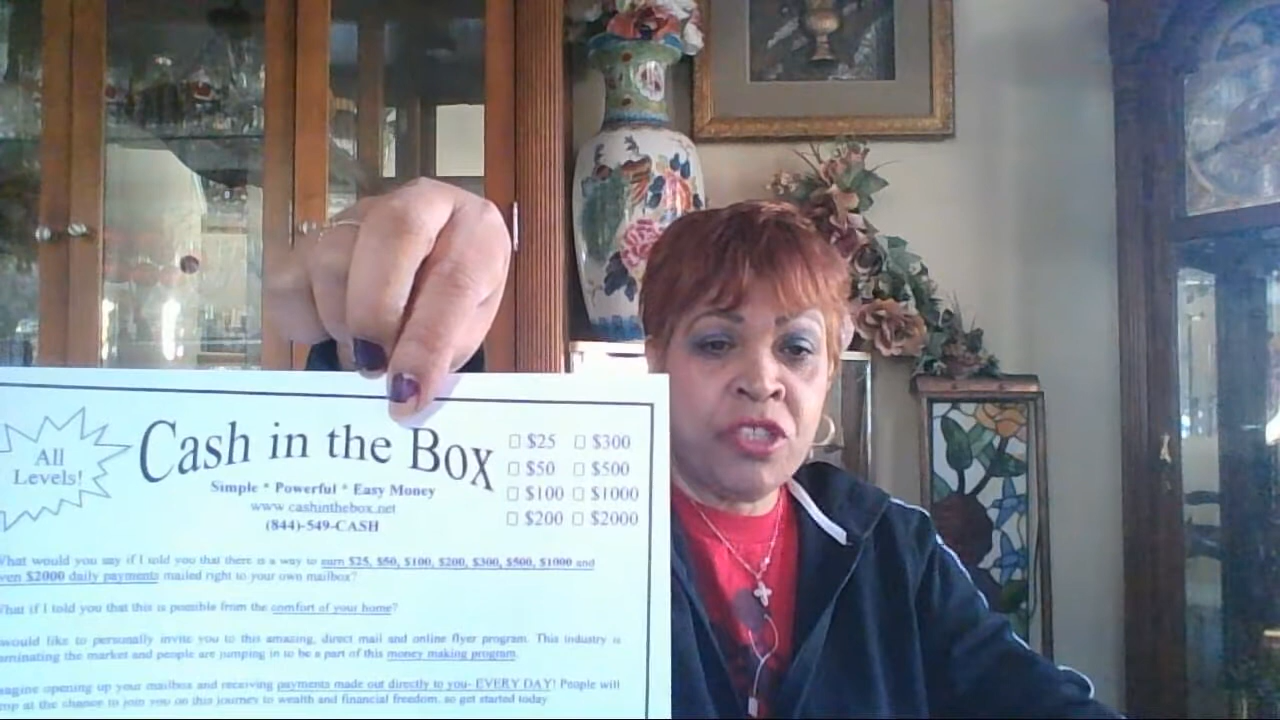 All
Levels!
Cash in the Box
Simple * Powerful * Easy Money
www.cashinthebox.net
(844)-549-CASH
☐ $25 ☐ $300
☐ $50 ☐ $500
☐ $100 ☐ $1000
☐ $200 ☐ $2000
hat would you say if I told you that there is a way to earn $25, $50, $100, $200, $300, $500, $1000 and
ven $2000 daily payments mailed right to your own mailbox?
hat if I told you that this is possible from the comfort of your home?
would like to personally invite you to this amazing, direct mail and online flyer program. This industry is
minating the market and people are jumping in to be a part of this money making program.
agine opening up your mailbox and receiving payments made out directly to you- EVERY DAY! People will
mp at the chance to join you on this journey to wealth and financial freedom, so get started today